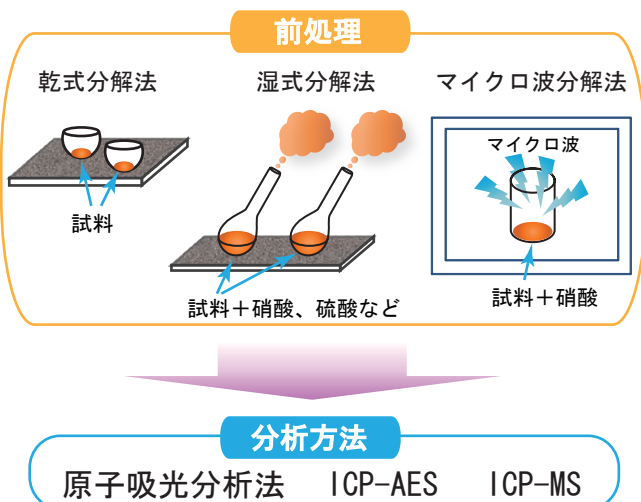 前処理
乾式分解法
湿式分解法
マイクロ波分解法
マイクロ波
試料
試料＋硝酸、硫酸など
試料＋硝酸
分析方法
原子吸光分析法 ICP-AES ICP-MS